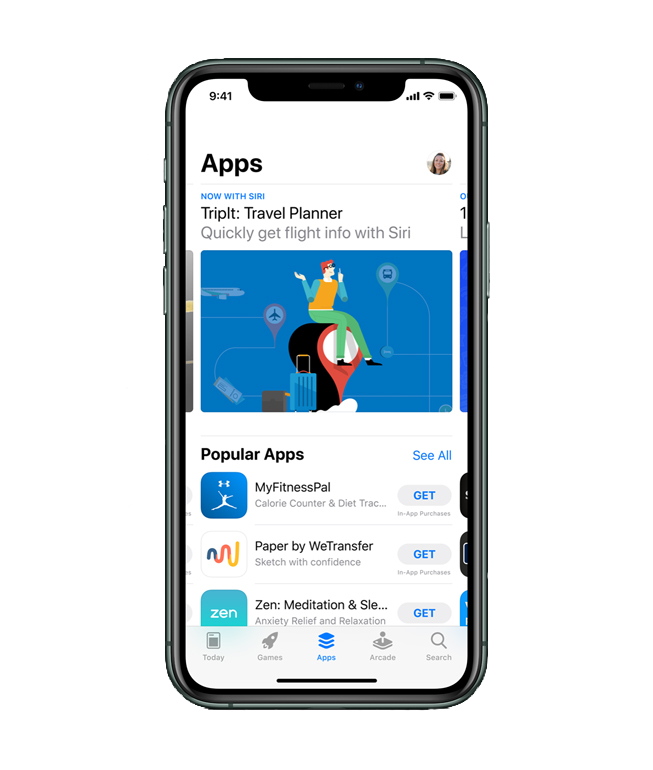 9:41
Apps
NOW WITH SIRI
TripIt: Travel Planner
Quickly get flight info with Siri
Popular Apps
See All
MyFitnessPal
Calorie Counter & Diet Trac...
GET
In-App Purchases
Paper by WeTransfer
Sketch with confidence
GET
In-App Purchases
zen
Zen: Meditation & Sle...
Anxiety Relief and Relaxation
GET
Today
Games
Apps
Arcade
Search